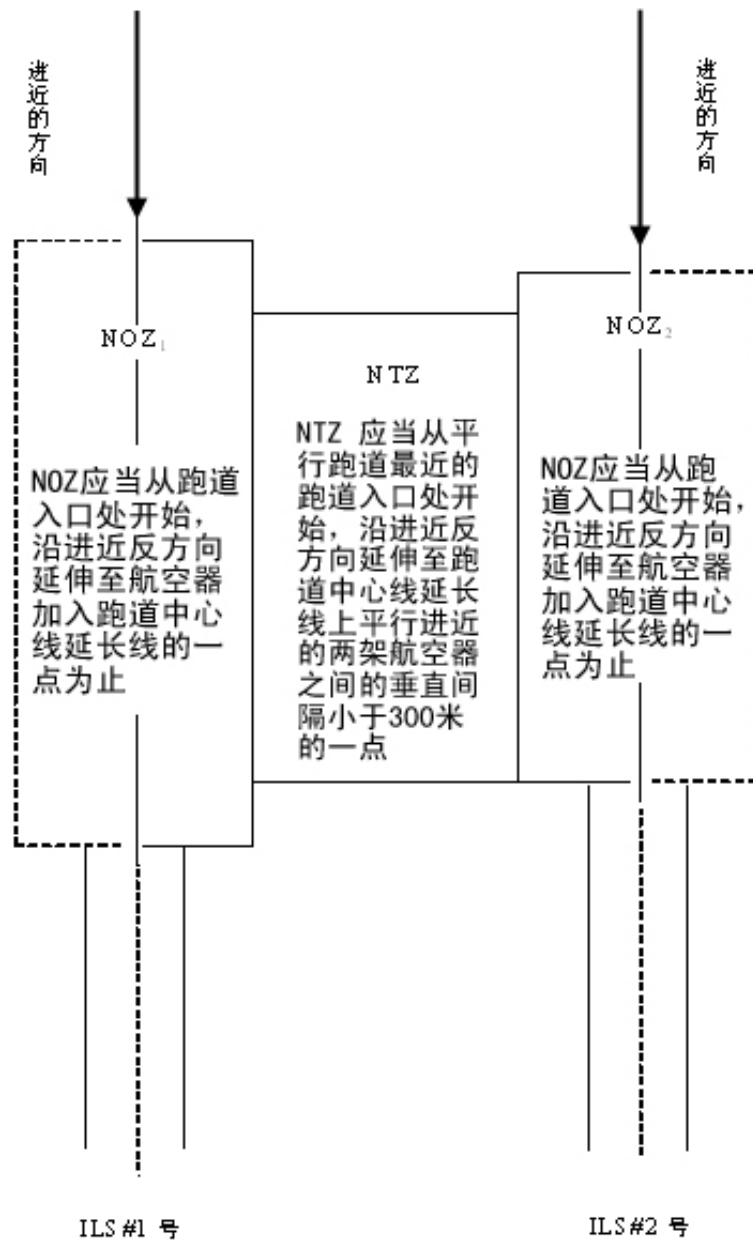 进近的方向
进近的方向
NOZ₁
NOZ应当从跑道
入口处开始,
沿进近反方向
延伸至航空器
加入跑道中心
线延长线的一
点为止
NTZ
NTZ 应当从平
行跑道最近的
跑道入口处开
始, 沿进近反
方向延伸至跑
道中心线延长
线上平行进近
的两架航空器
之间的垂直间
隔小于300米
的一点
NOZ₂
NOZ应当从跑
道入口处开始,
沿进近反方向
延伸至航空器
加入跑道中心
线延长线的一
点为止
ILS#1 号
ILS#2 号